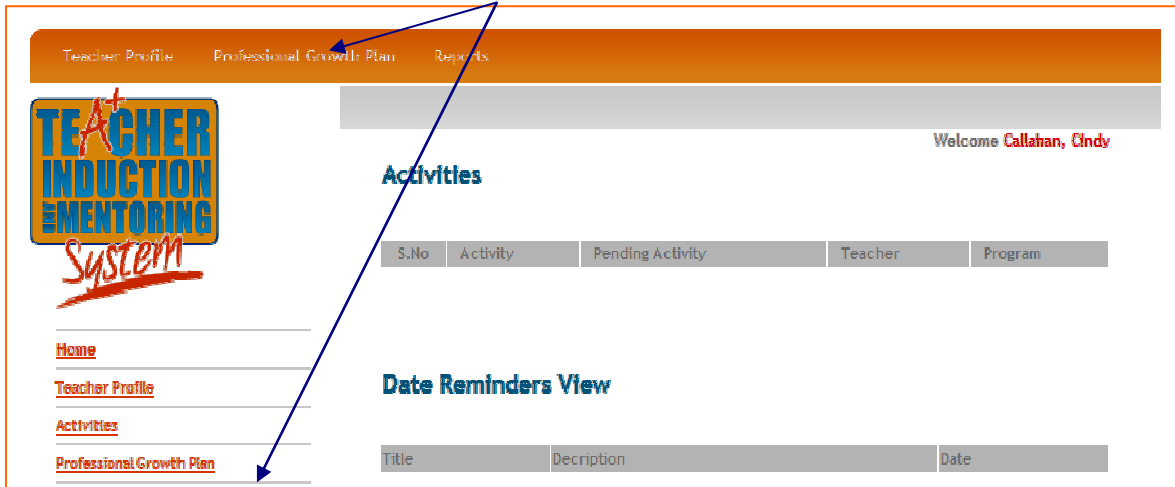 Teacher Profile Professional Growth Plan Reports
TEACHER
INDUCTION
AND MENTORING
System
Welcome Callahan, Cindy
Activities
S.No Activity Pending Activity Teacher Program
Home
Teacher Profile
Activities
Professional Growth Plan
Date Reminders View
Title Decription Date